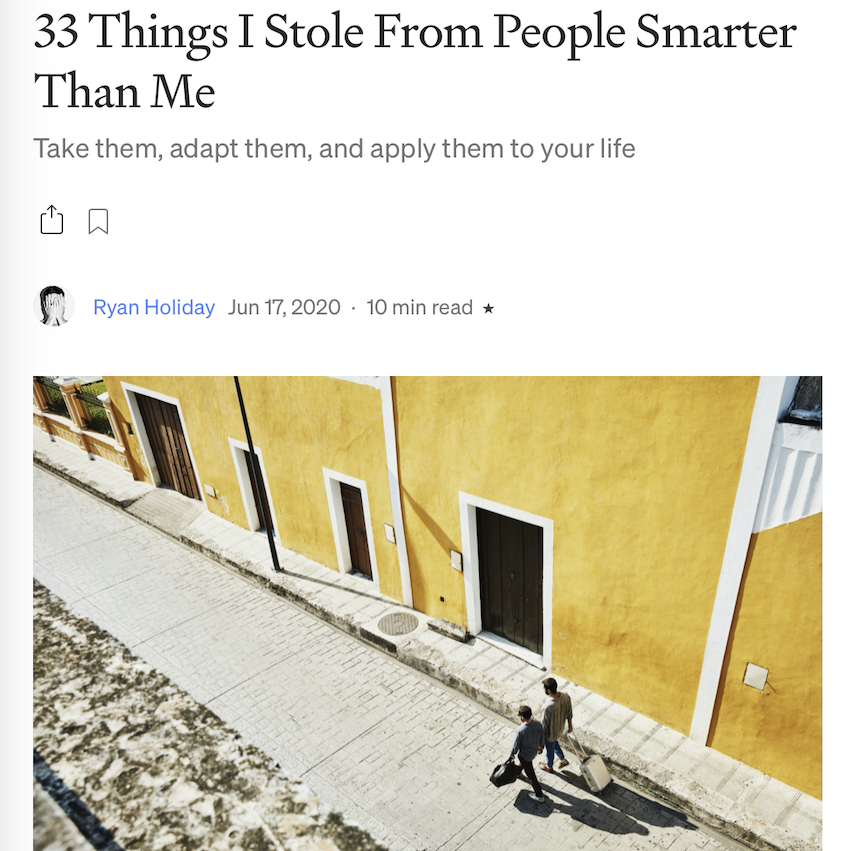 33 Things I Stole From People Smarter
Than Me
Take them, adapt them, and apply them to your life
Ryan Holiday Jun 17, 2020 · 10 min read ★